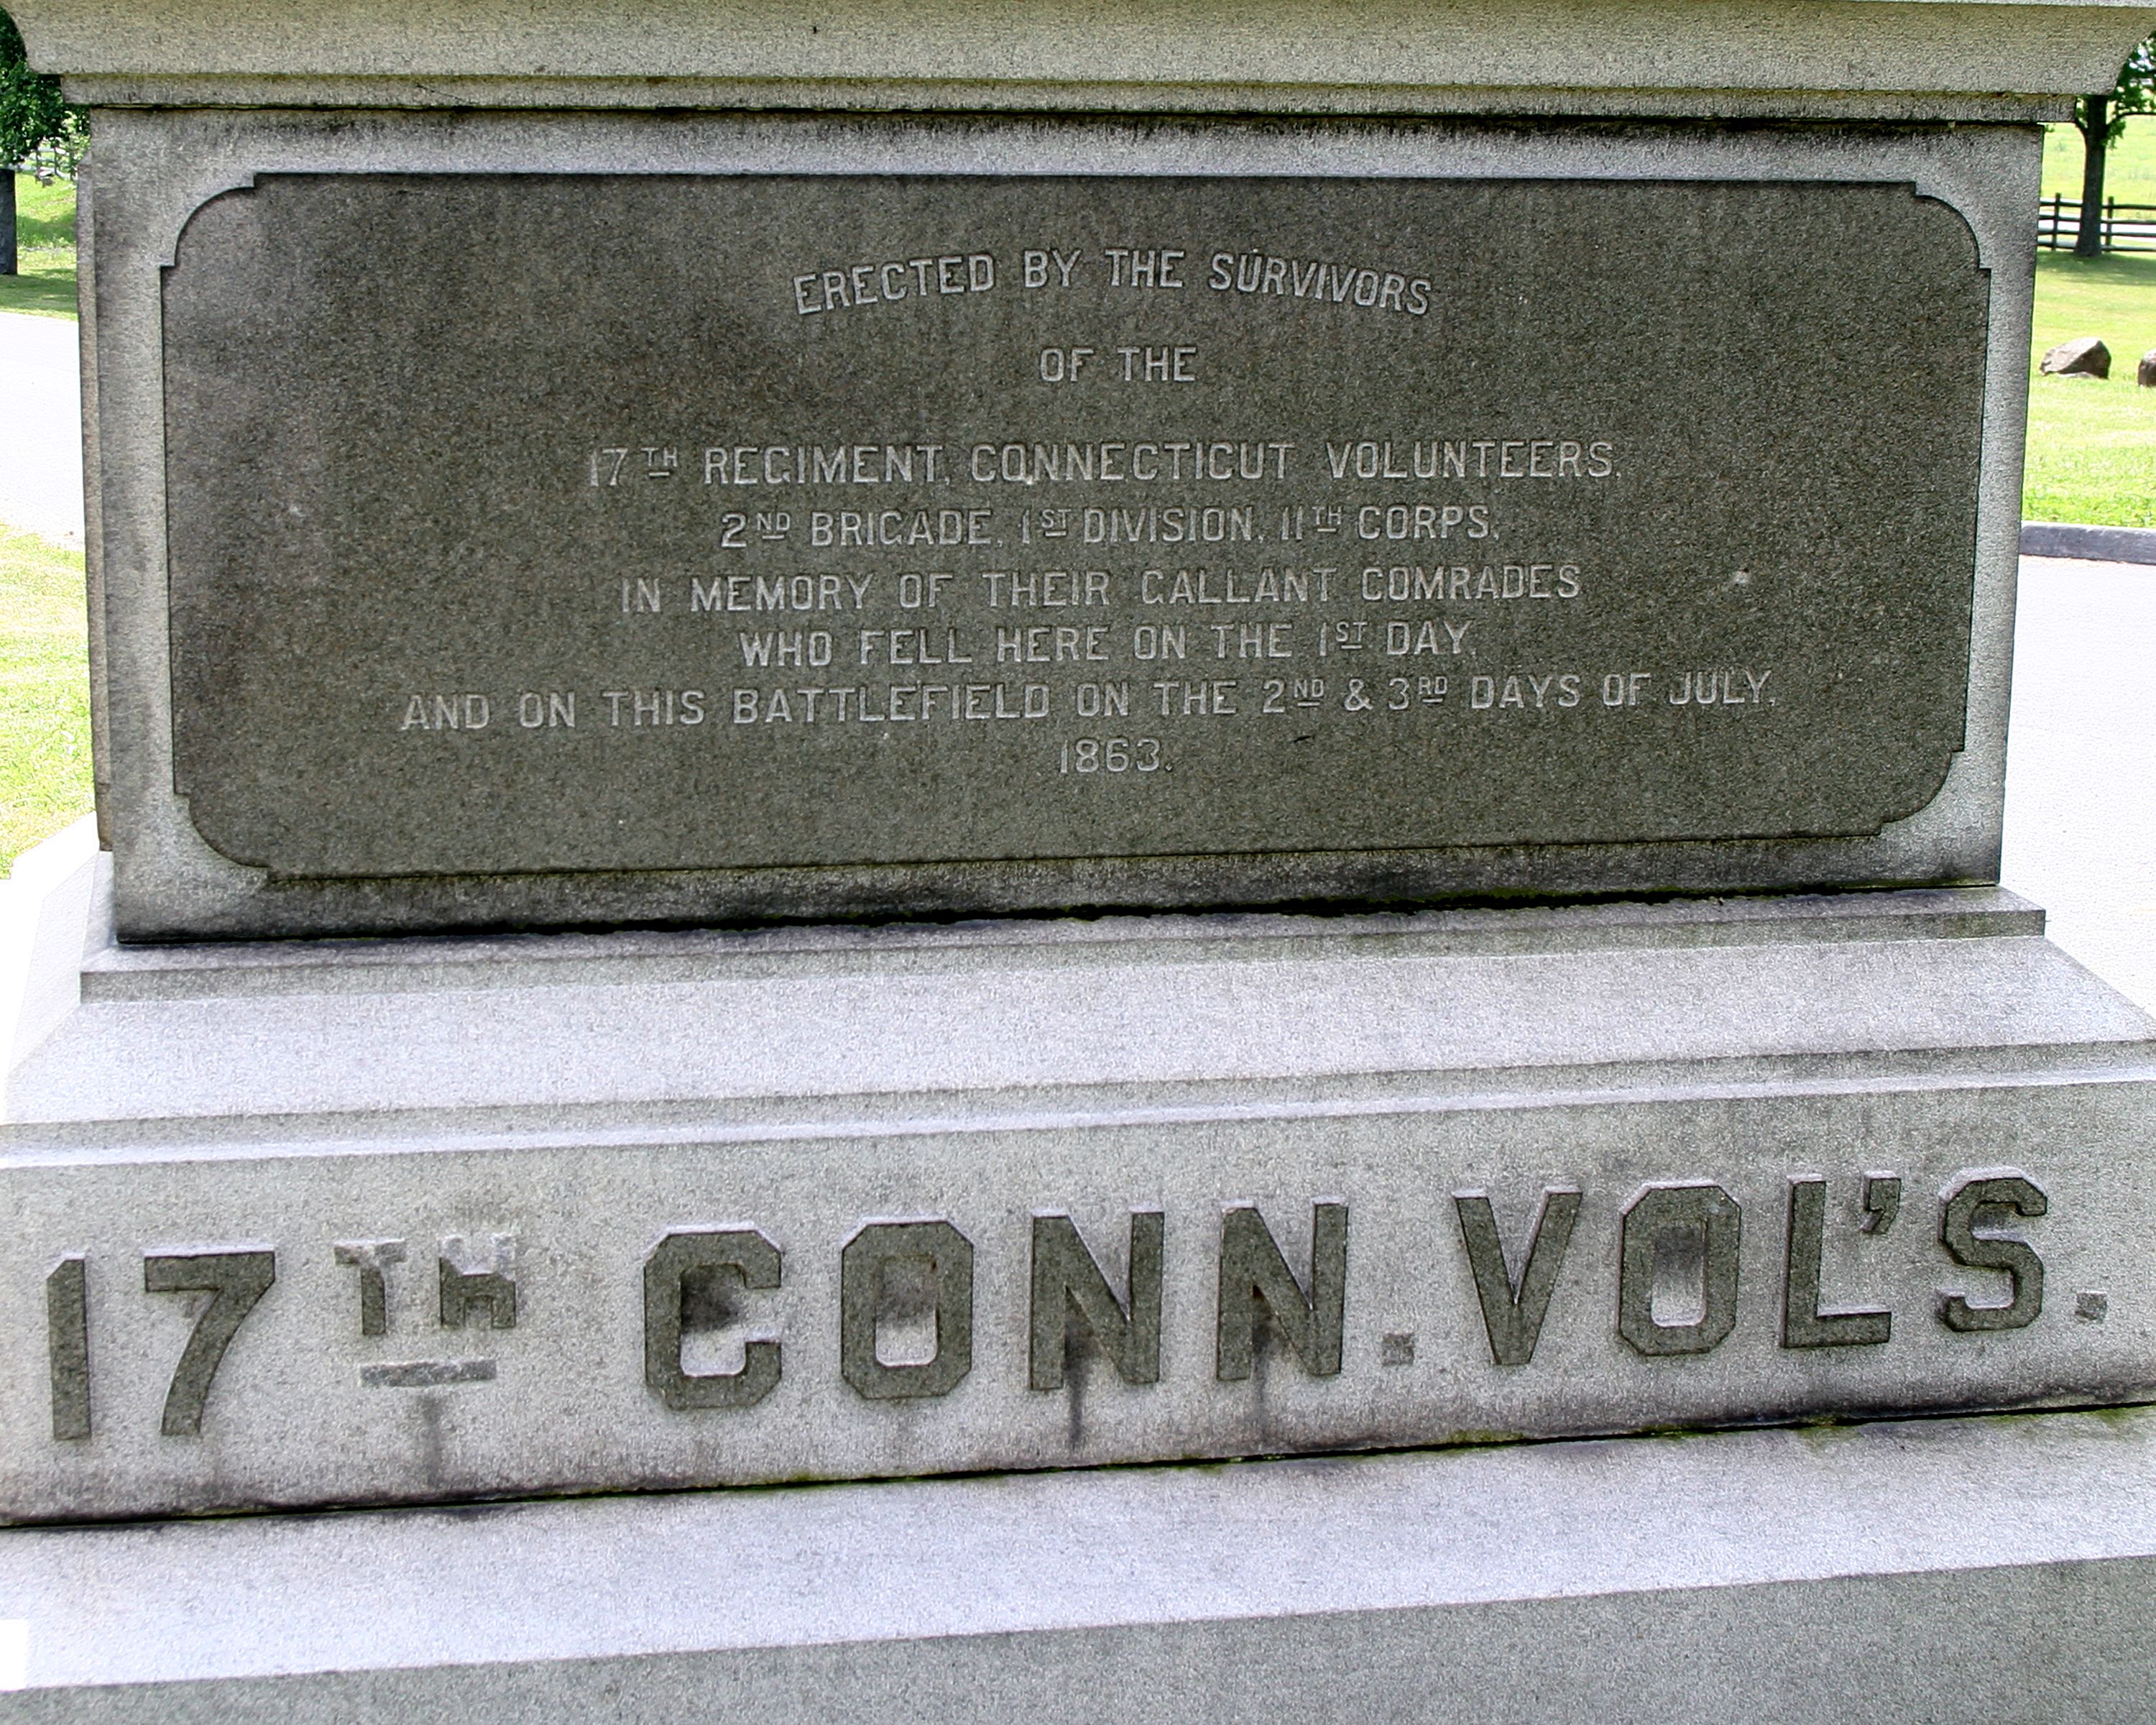 ERECTED BY THE SURVIVORS
OF THE
17TH REGIMENT, CONNECTICUT VOLUNTEERS,
2ND BRIGADE, 1ST DIVISION, 11TH CORPS,
IN MEMORY OF THEIR GALLANT COMRADES
WHO FELL HERE ON THE 1ST DAY,
AND ON THIS BATTLEFIELD ON THE 2ND & 3RD DAYS OF JULY,
1863.
17TH CONN. VOL'S.